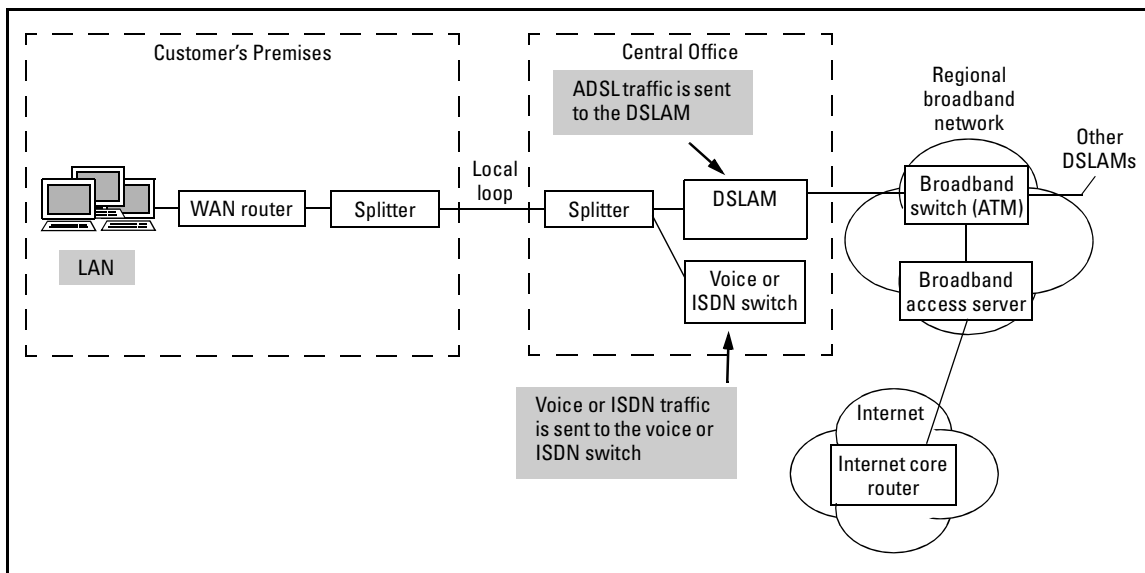 Customer's Premises
LAN
WAN router
Splitter
Local
loop
Central Office
ADSL traffic is sent
to the DSLAM
Splitter
DSLAM
Voice or
ISDN switch
Voice or ISDN traffic
is sent to the voice or
ISDN switch
Regional
broadband
network
Other
DSLAMs
Broadband
switch (ATM)
Broadband
access server
Internet
Internet core
router